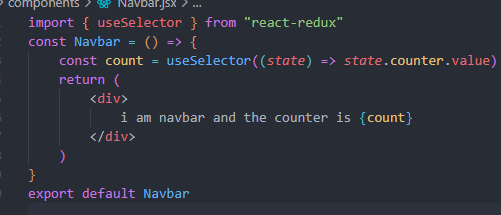 components > Navbar.jsx > ...
import { useSelector } from "react-redux"
const Navbar = () => {
    const count = useSelector((state) => state.counter.value)
    return (
        <div>
            i am navbar and the counter is {count}
        </div>
    )
}
export default Navbar